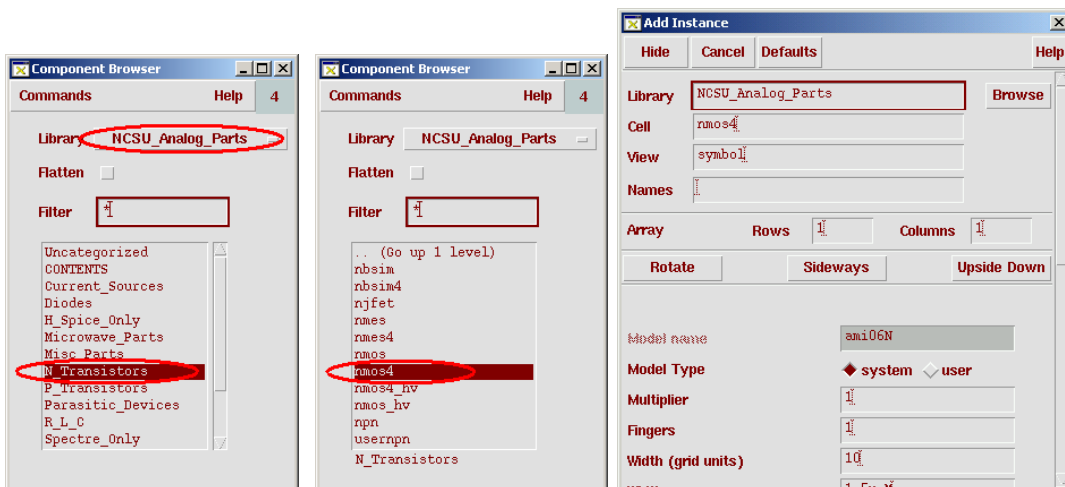 Component Browser
Commands Help 4
Library NCSU_Analog_Parts
Flatten
Filter *
Uncategorized
CONTENTS
Current_Sources
Diodes
H_Spice_Only
Microwave_Parts
Misc_Parts
N_Transistors
P_Transistors
Parasitic_Devices
R_L_C
Spectre_Only
Component Browser
Commands Help 4
Library NCSU_Analog_Parts
Flatten
Filter *
.. (Go up 1 level)
nbsim
nbsim4
njfet
nmes
nmes4
nmos
nmos4
nmos4_hv
nmos_hv
npn
usernpn
N_Transistors
Add Instance
Hide Cancel Defaults Help
Library NCSU_Analog_Parts Browse
Cell nmos4
View symbol
Names
Array Rows 1 Columns 1
Rotate Sideways Upside Down
Model name ami06N
Model Type system user
Multiplier 1
Fingers 1
Width (grid units) 10